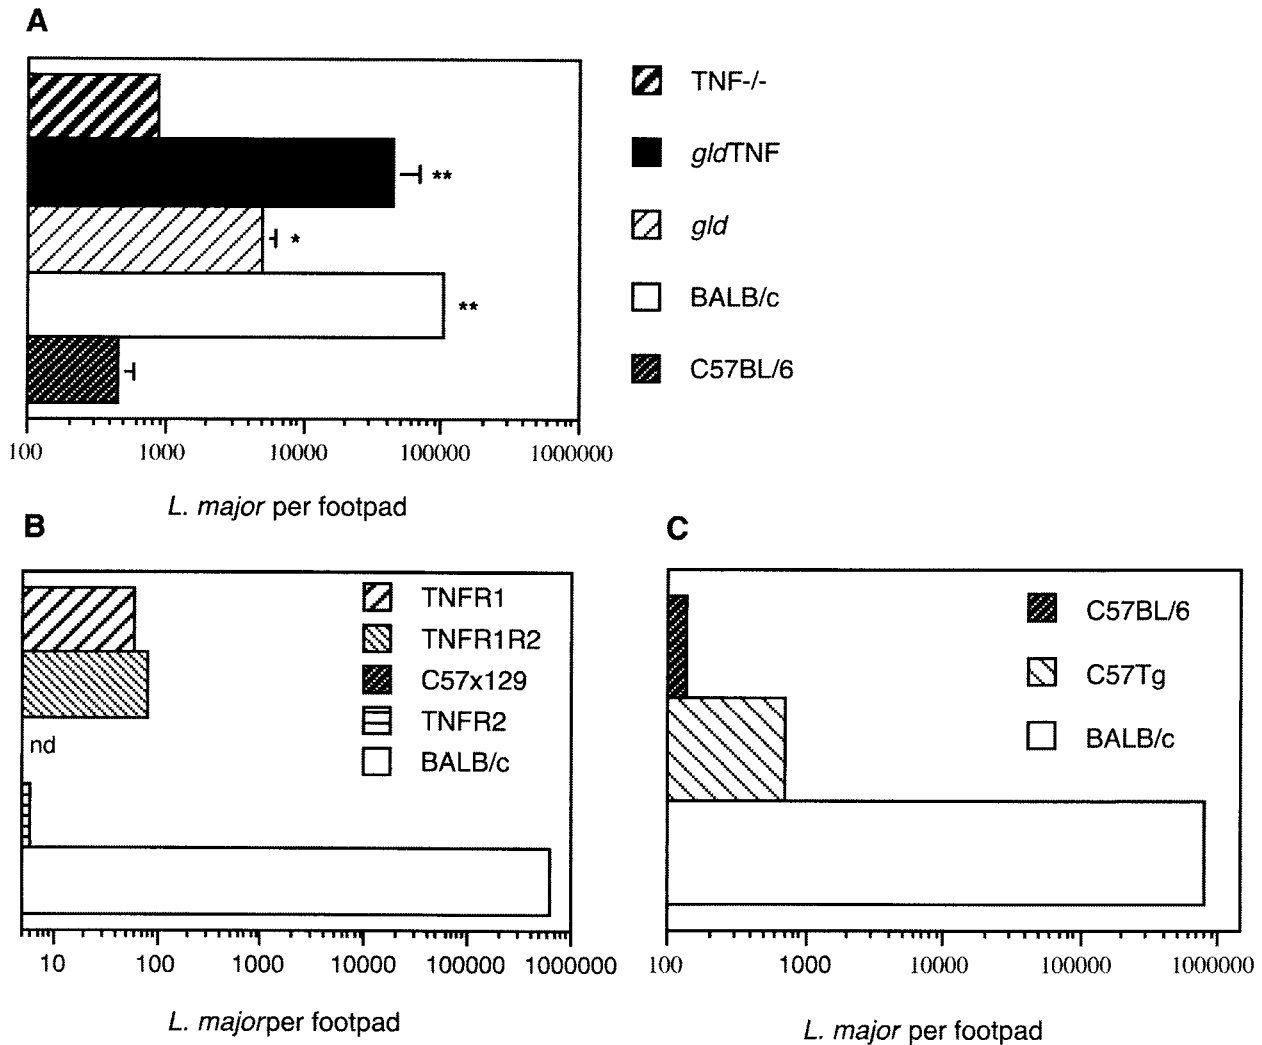 A
TNF-/-
gldTNF
**
gld
*
BALB/c
**
C57BL/6
100 1000 10000 100000 1000000
L. major per footpad
B
TNFR1
TNFR1R2
C57x129
TNFR2
BALB/c
nd
10 100 1000 10000 100000 1000000
L. majorper footpad
C
C57BL/6
C57Tg
BALB/c
100 1000 10000 100000 1000000
L. major per footpad